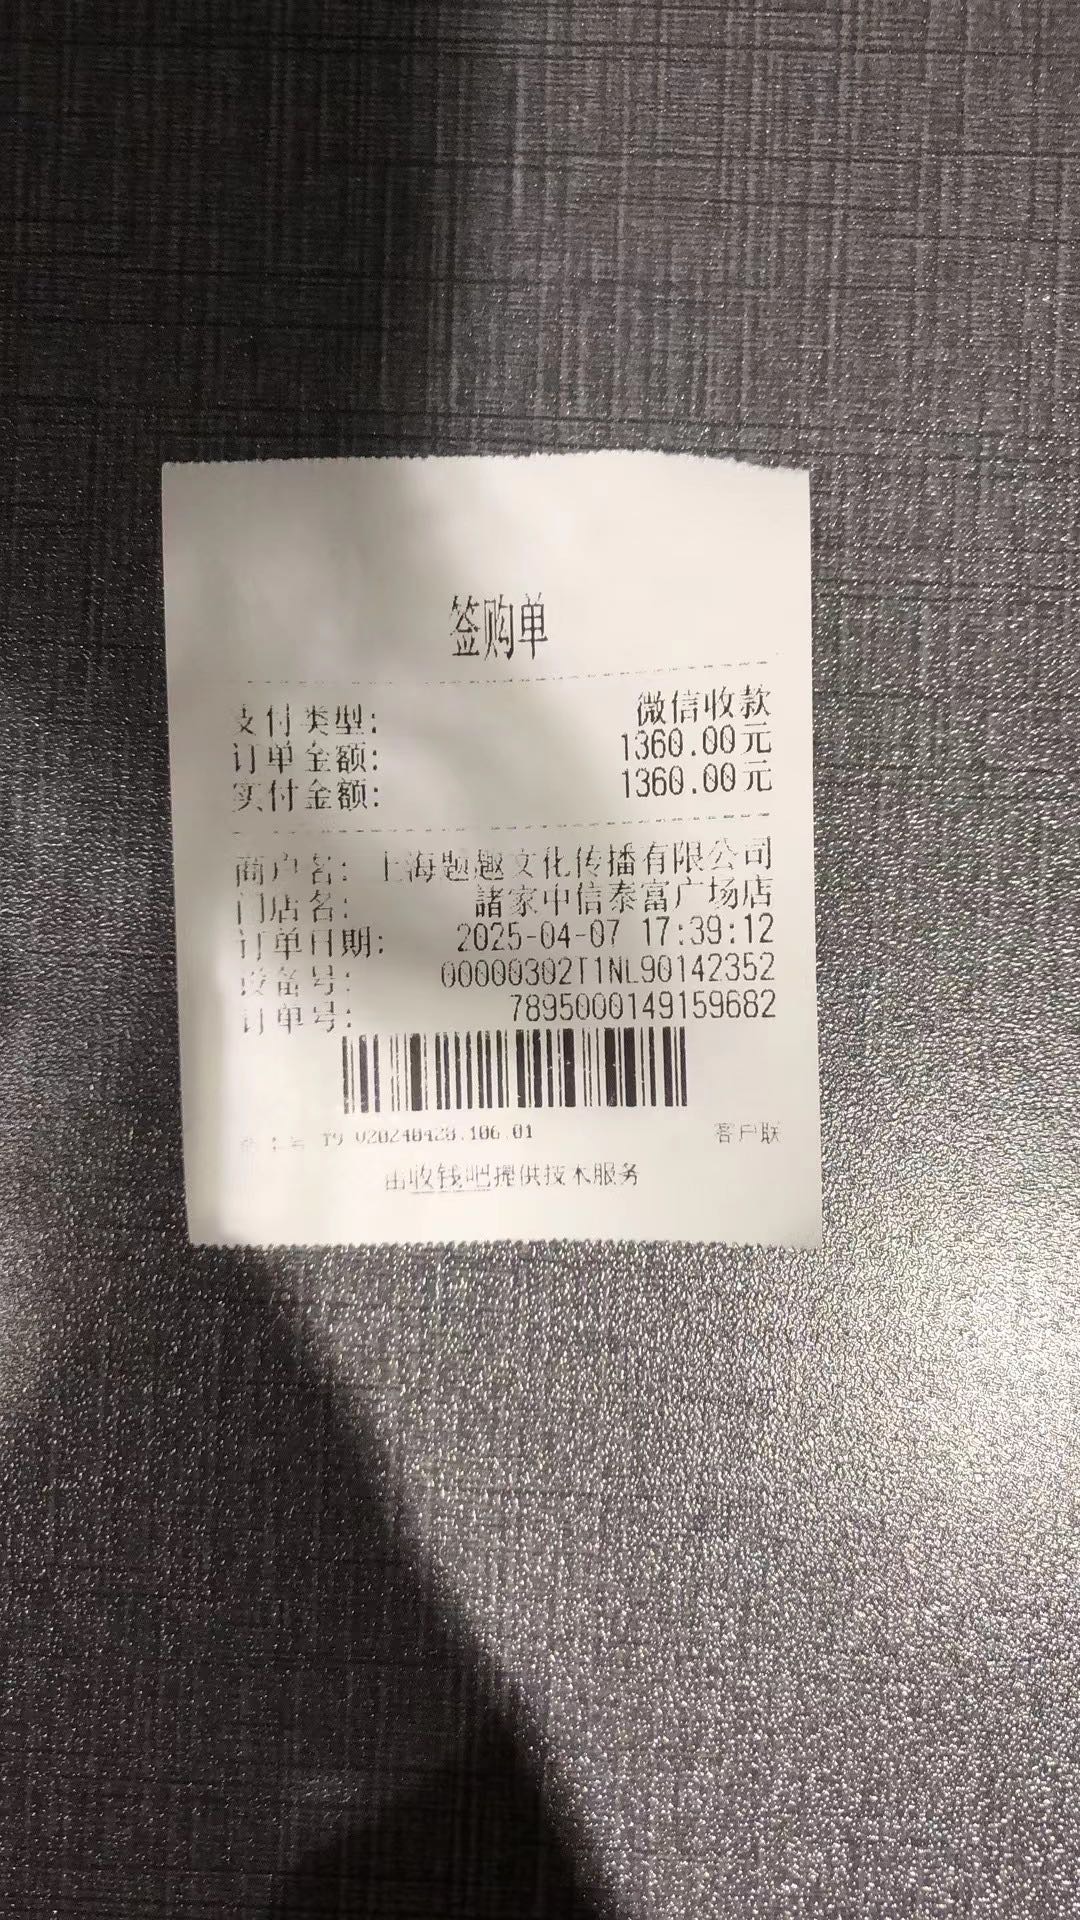 签购单
支付类型: 微信收款
订单金额: 1360.00元
实付金额: 1360.00元
商户名: 上海题趣文化传播有限公司
门店名: 諸家中信泰富广场店
订单日期: 2025-04-07 17:39:12
设备号: 00000302T1NL90142352
订单号: 7895000149159682
V20240420.106.01 客户联
由收钱吧提供技术服务